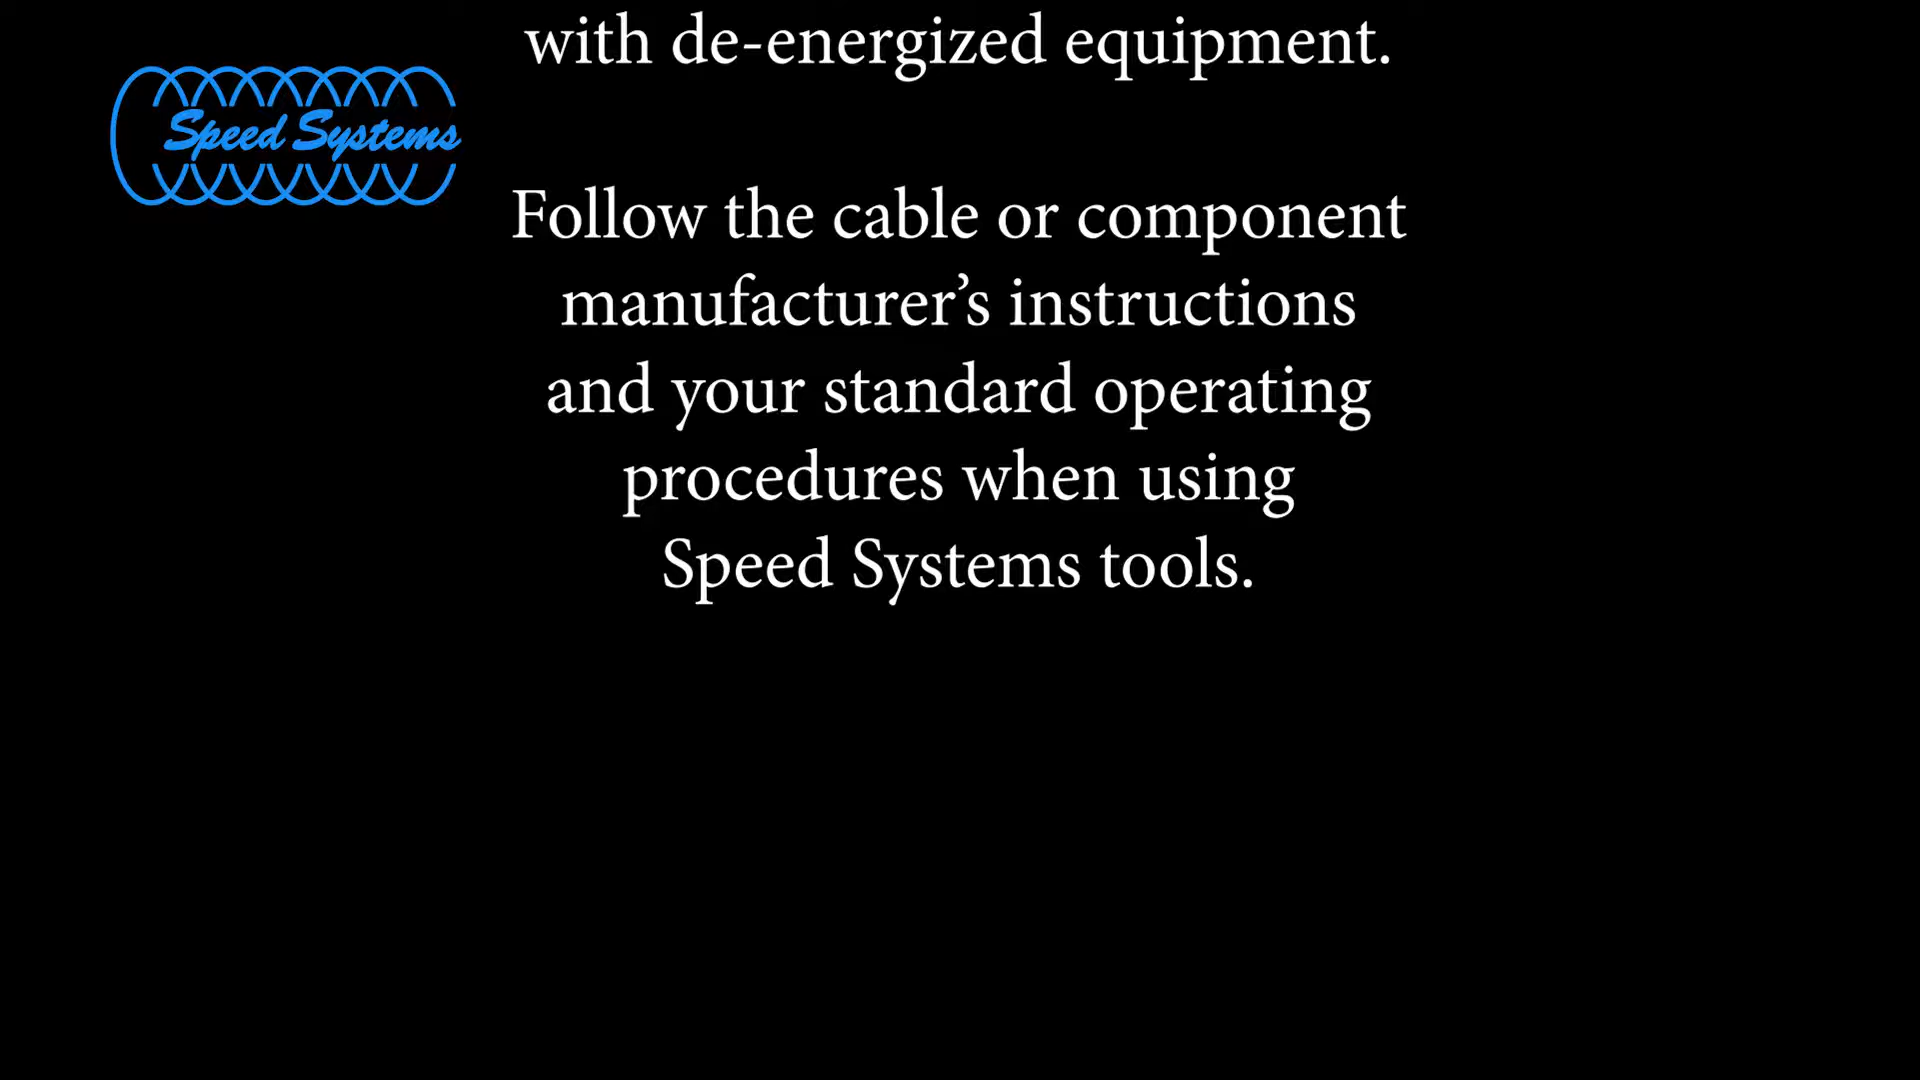 with de-energized equipment.
Speed Systems
Follow the cable or component
manufacturer’s instructions
and your standard operating
procedures when using
Speed Systems tools.